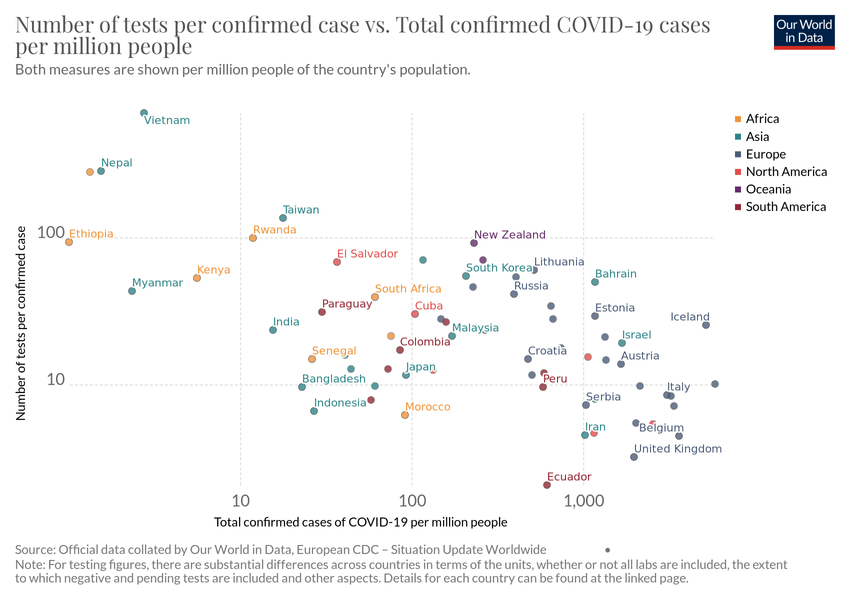 Number of tests per confirmed case vs. Total confirmed COVID-19 cases
per million people
Our World
in Data
Both measures are shown per million people of the country's population.
Number of tests per confirmed case
100
10
Vietnam
Nepal
Taiwan
Ethiopia
Rwanda
New Zealand
El Salvador
Kenya
South Korea
Lithuania
Bahrain
Myanmar
South Africa
Russia
Paraguay
Cuba
Estonia
Iceland
India
Malaysia
Israel
Colombia
Senegal
Croatia
Austria
Japan
Bangladesh
Peru
Italy
Serbia
Indonesia
Morocco
Iran
Belgium
United Kingdom
Ecuador
Africa
Asia
Europe
North America
Oceania
South America
10
100
1,000
Total confirmed cases of COVID-19 per million people
Source: Official data collated by Our World in Data, European CDC – Situation Update Worldwide
Note: For testing figures, there are substantial differences across countries in terms of the units, whether or not all labs are included, the extent
to which negative and pending tests are included and other aspects. Details for each country can be found at the linked page.